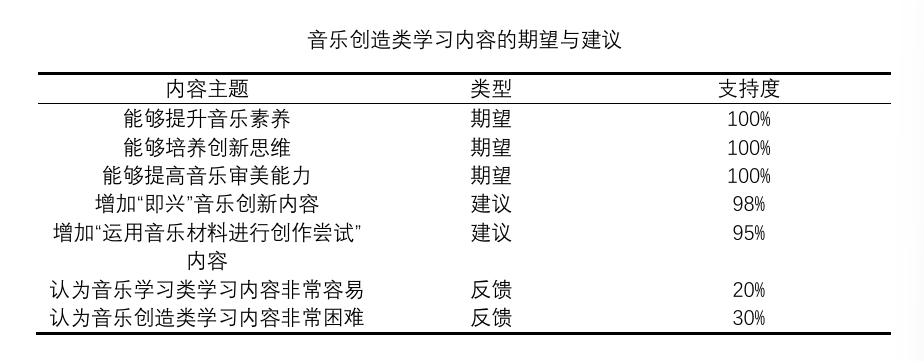 音乐创造类学习内容的期望与建议
内容主题 类型 支持度
能够提升音乐素养 期望 100%
能够培养创新思维 期望 100%
能够提高音乐审美能力 期望 100%
增加“即兴”音乐创新内容 建议 98%
增加“运用音乐材料进行创作尝试” 建议 95%
内容
认为音乐学习类学习内容非常容易 反馈 20%
认为音乐创造类学习内容非常困难 反馈 30%